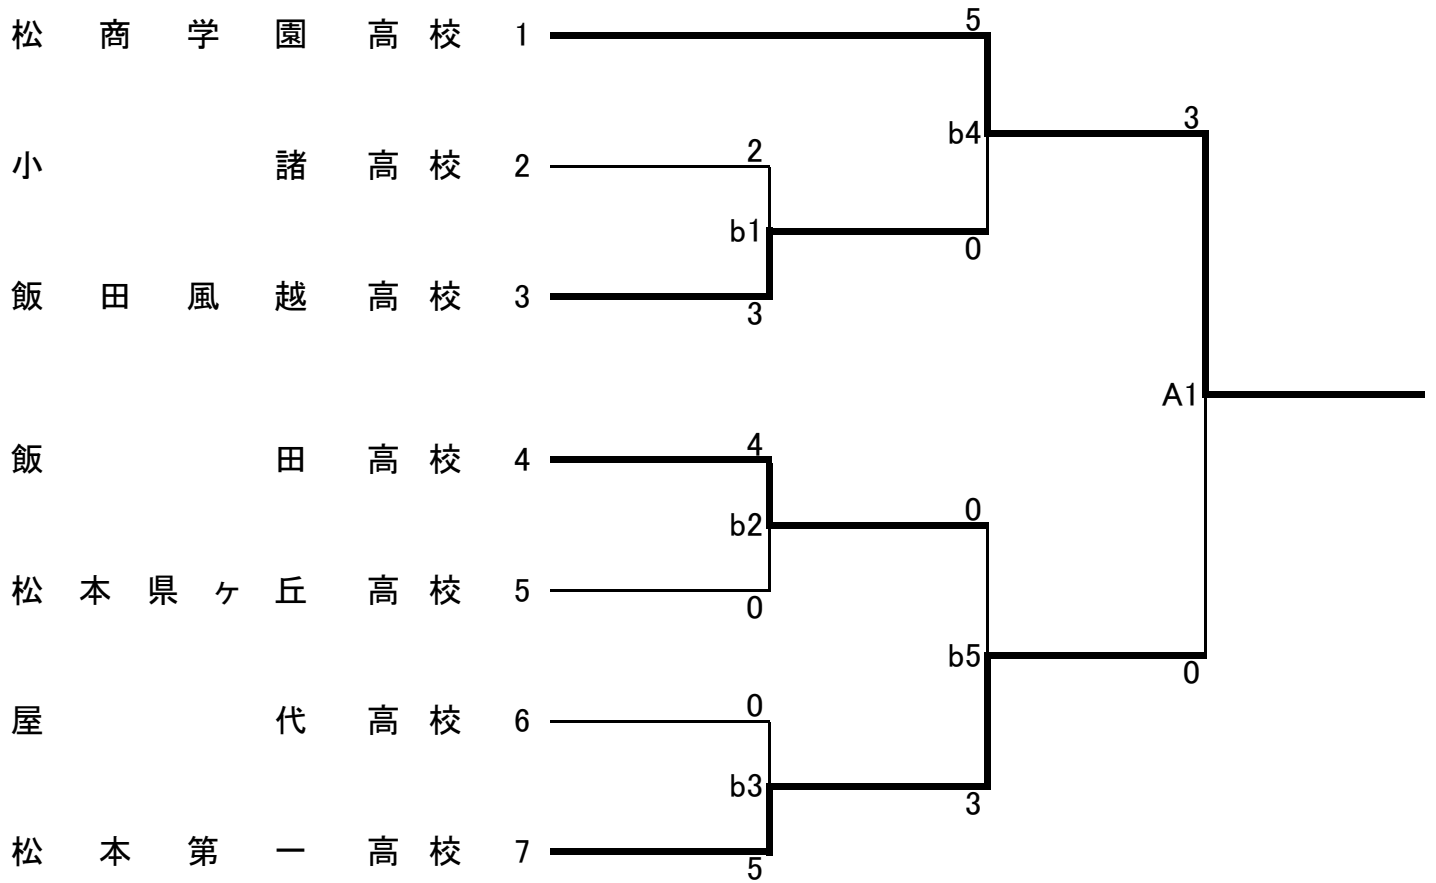 松商学園高校 1 5
b4 3
小諸高校 2 2
b1 0
飯田風越高校 3 3
A1
飯田高校 4 4
b2 0
松本県ヶ丘高校 5 0
b5 0
屋代高校 6 0
b3 3
松本第一高校 7 5